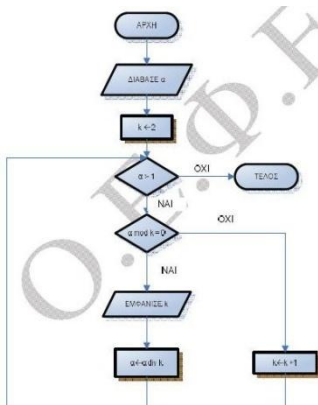 ΑΡΧΗ
ΔΙΑΒΑΣΕ α
k ← 2
α > 1
ΟΧΙ
ΤΕΛΟΣ
ΝΑΙ
α mod k = 0
ΟΧΙ
ΝΑΙ
ΕΜΦΑΝΙΣΕ k
α←α div k
k←k +1
Ο.Ε.Φ.Ε